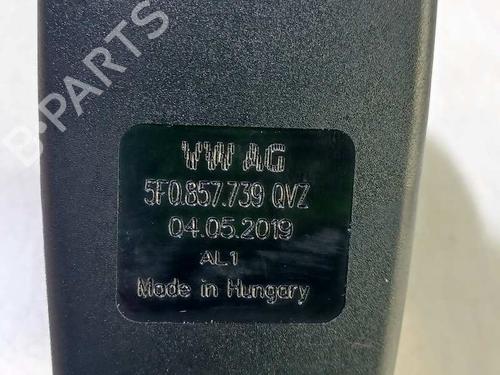 B-PARTS
VW AG
5F0.857.739 QVZ
04.05.2019
AL1
Made in Hungary